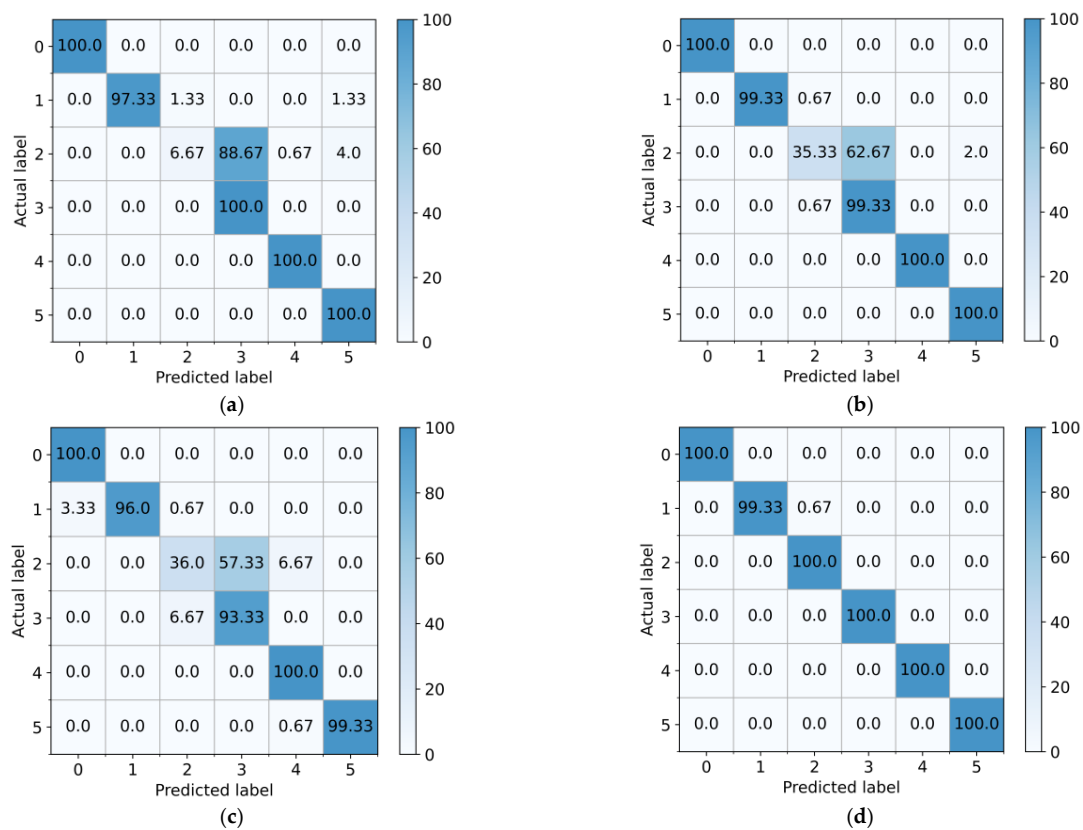 100
0 100.0 0.0 0.0 0.0 0.0 0.0
80
1 0.0 97.33 1.33 0.0 0.0 1.33
2 0.0 0.0 6.67 88.67 0.67 4.0
60
Actual label
3 0.0 0.0 0.0 100.0 0.0 0.0
40
4 0.0 0.0 0.0 0.0 100.0 0.0
20
5 0.0 0.0 0.0 0.0 0.0 100.0
0
0 1 2 3 4 5
Predicted label
(a)
100
0 100.0 0.0 0.0 0.0 0.0 0.0
80
1 0.0 99.33 0.67 0.0 0.0 0.0
2 0.0 0.0 35.33 62.67 0.0 2.0
60
Actual label
3 0.0 0.0 0.67 99.33 0.0 0.0
40
4 0.0 0.0 0.0 0.0 100.0 0.0
20
5 0.0 0.0 0.0 0.0 0.0 100.0
0
0 1 2 3 4 5
Predicted label
(b)
100
0 100.0 0.0 0.0 0.0 0.0 0.0
80
1 3.33 96.0 0.67 0.0 0.0 0.0
2 0.0 0.0 36.0 57.33 6.67 0.0
60
Actual label
3 0.0 0.0 6.67 93.33 0.0 0.0
40
4 0.0 0.0 0.0 0.0 100.0 0.0
20
5 0.0 0.0 0.0 0.0 0.67 99.33
0
0 1 2 3 4 5
Predicted label
(c)
100
0 100.0 0.0 0.0 0.0 0.0 0.0
80
1 0.0 99.33 0.67 0.0 0.0 0.0
2 0.0 0.0 100.0 0.0 0.0 0.0
60
Actual label
3 0.0 0.0 0.0 100.0 0.0 0.0
40
4 0.0 0.0 0.0 0.0 100.0 0.0
20
5 0.0 0.0 0.0 0.0 0.0 100.0
0
0 1 2 3 4 5
Predicted label
(d)